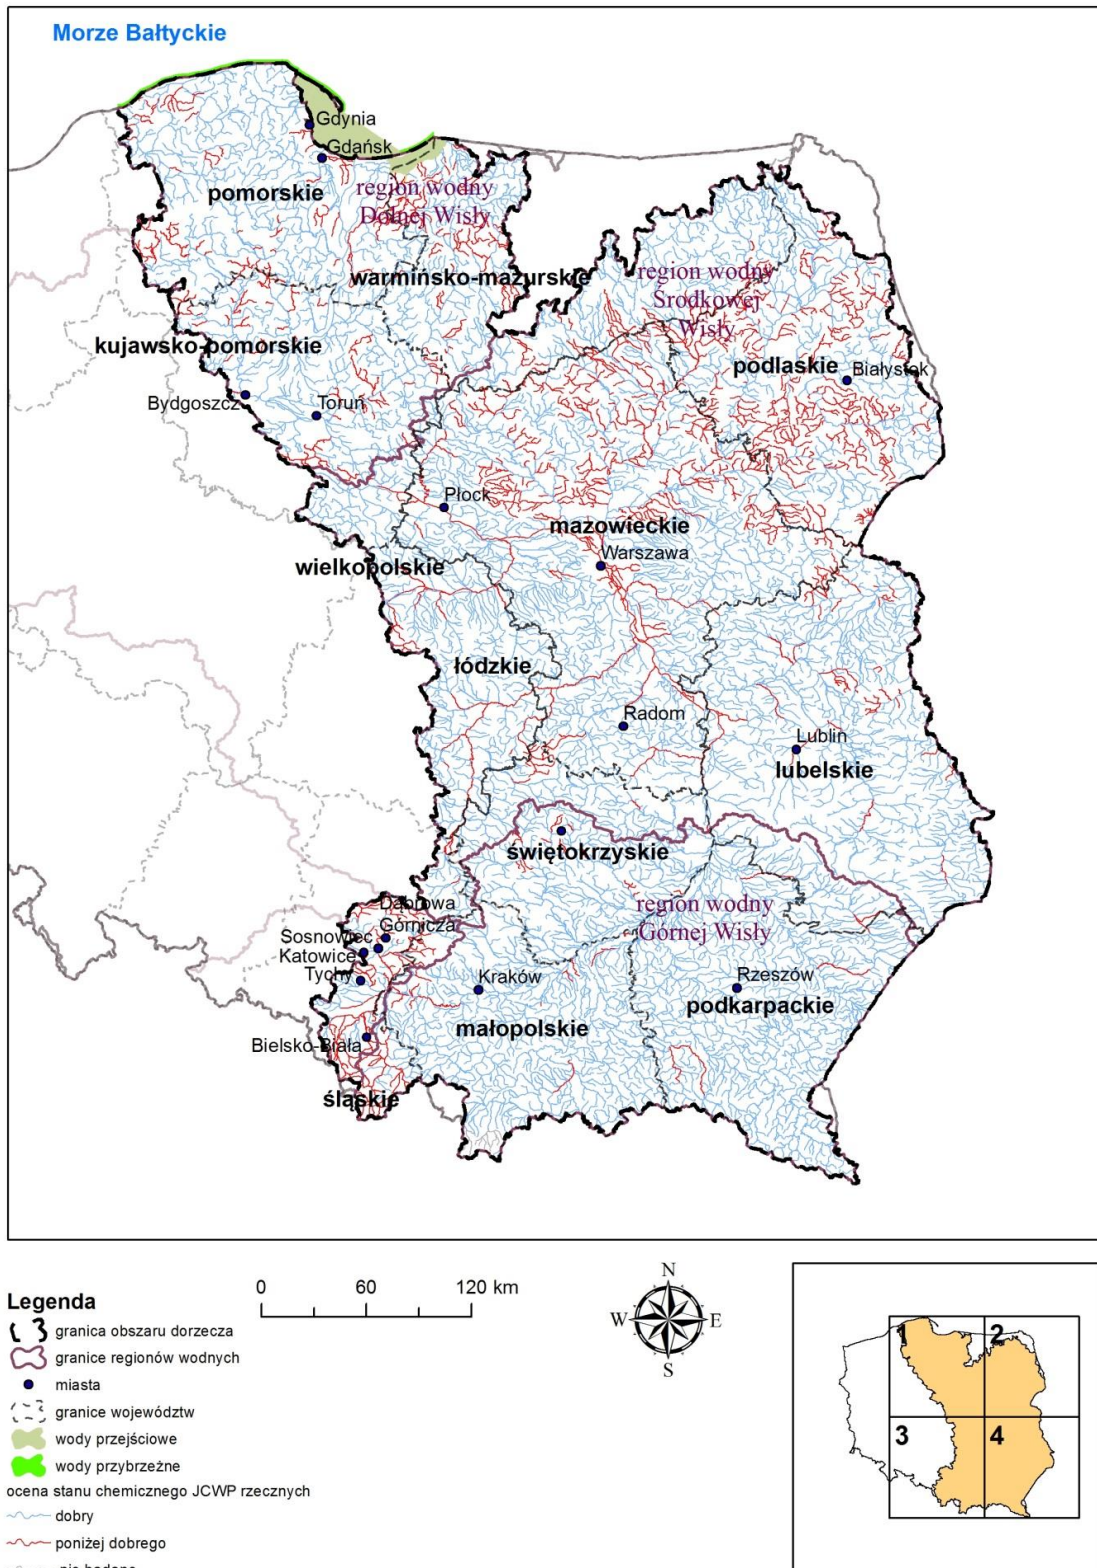 Morze Bałtyckie
Gdynia
Gdańsk
pomorskie
region wodny
Dolnej Wisły
warmińsko-mazurskie
region wodny
Środkowej
Wisły
kujawsko-pomorskie
podlaskie
Białystok
Bydgoszcz
Toruń
Płock
mazowieckie
Warszawa
wielkopolskie
łódzkie
Radom
Lublin
lubelskie
świętokrzyskie
Dąbrowa
Górnicza
region wodny
Górnej Wisły
Sosnowiec
Katowice
Tychy
Kraków
Rzeszów
podkarpackie
małopolskie
Bielsko-Biała
śląskie
0 60 120 km
N
W E
S
Legenda
granica obszaru dorzecza
granice regionów wodnych
miasta
granice województw
wody przejściowe
wody przybrzeżne
ocena stanu chemicznego JCWP rzecznych
dobry
poniżej dobrego
1 2
3 4